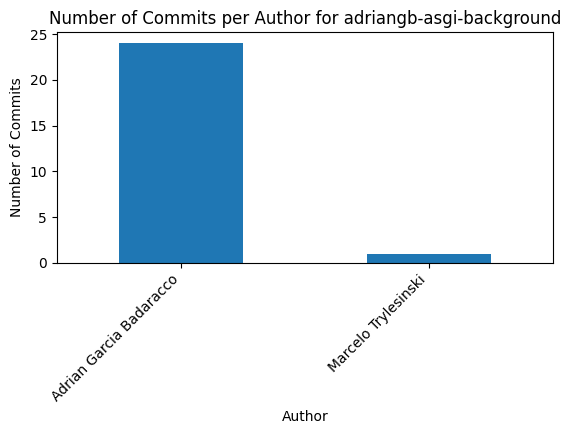 Number of Commits per Author for adriangb-asgi-background
Number of Commits
25
20
15
10
5
0
Adrian Garcia Badaracco
Marcelo Trylesinski
Author